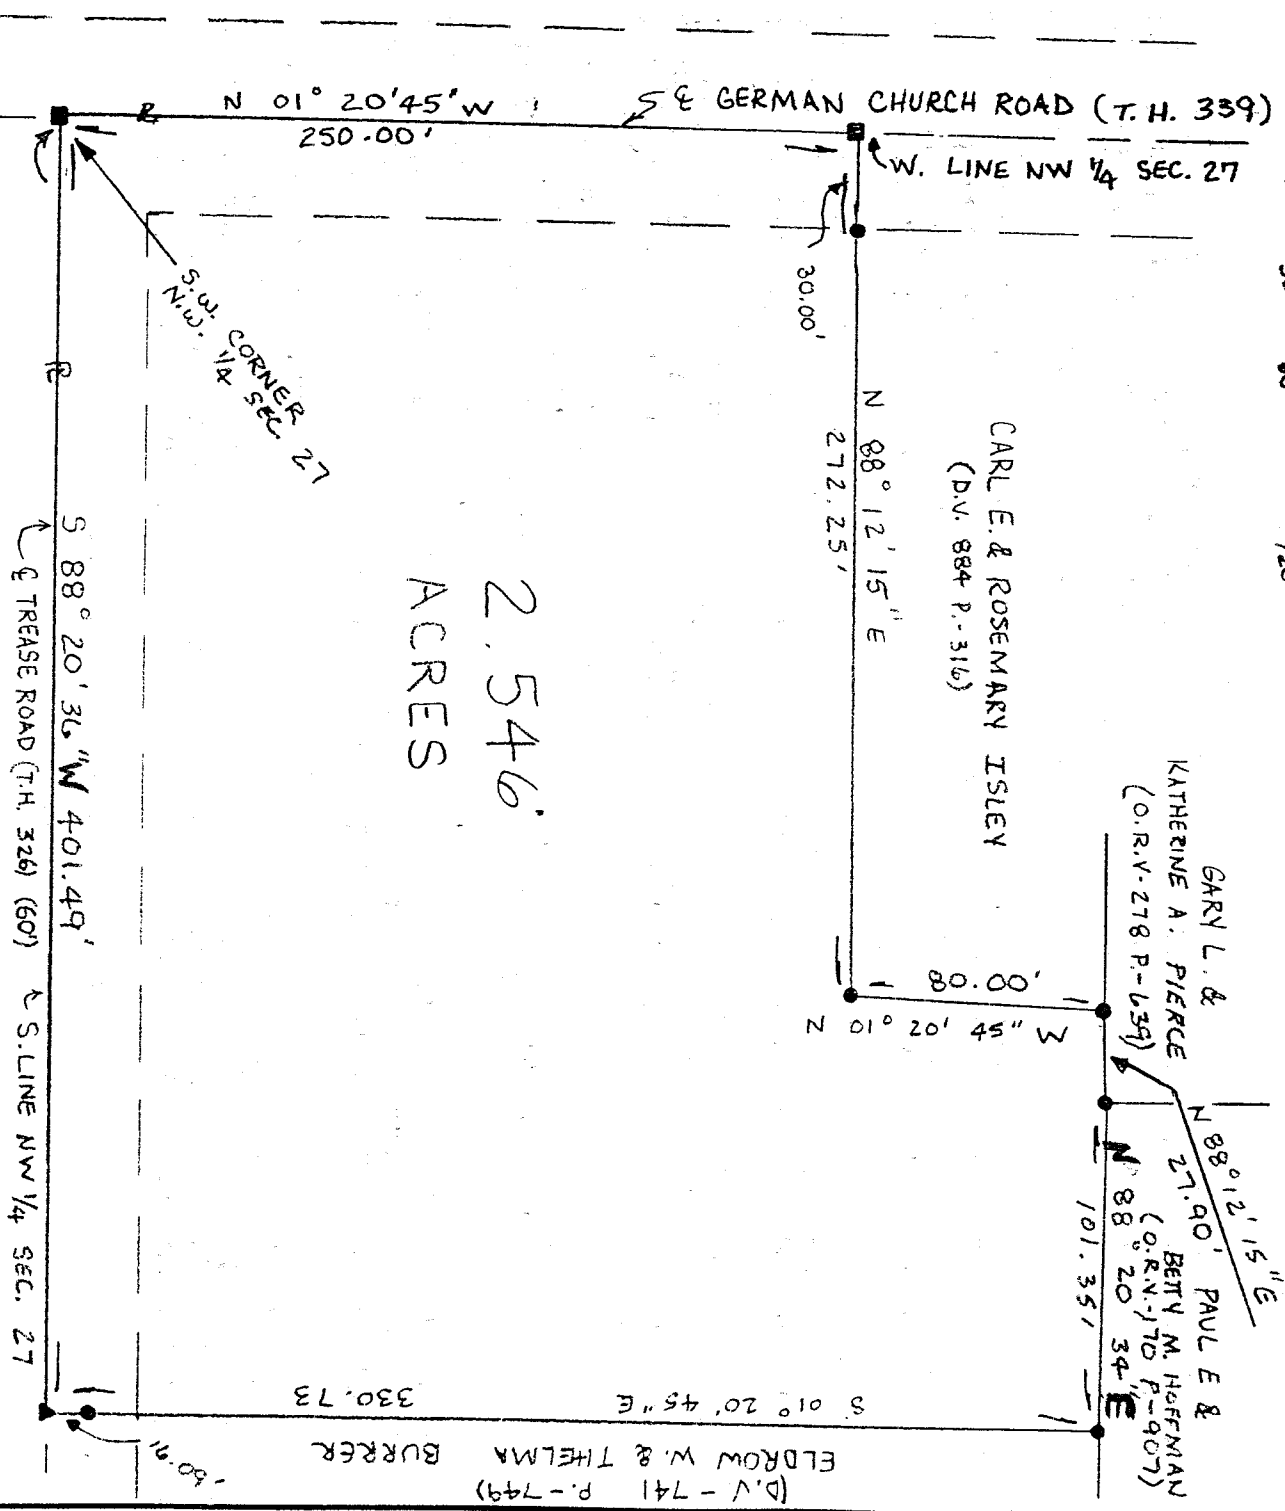 N 01° 20' 45" W
250.00'
℄ GERMAN CHURCH ROAD (T. H. 339)
W. LINE NW 1/4 SEC. 27
30.00'
S.W. CORNER
N.W. 1/4 SEC. 27
N 88° 12' 15" E
272.25'
CARL E. & ROSEMARY ISLEY
(D.V. 884 P.-316)
2.546
ACRES
GARY L. &
KATHERINE A. PIERCE
(O.R.V.-278 P.-639)
80.00'
N 01° 20' 45" W
N 88° 12' 15" E
27.90'
PAUL E &
BETTY M. HOFFMAN
(O.R.V.-170 P-907)
N 88° 20' 34" E
101.35'
S 88° 20' 36" W 401.49'
℄ TREASE ROAD (T.H. 326) (60')
S. LINE NW 1/4 SEC. 27
S 01° 20' 45" E
330.73
ELDROW W. & THELMA BURRER
(D.V - 741 P.-749)